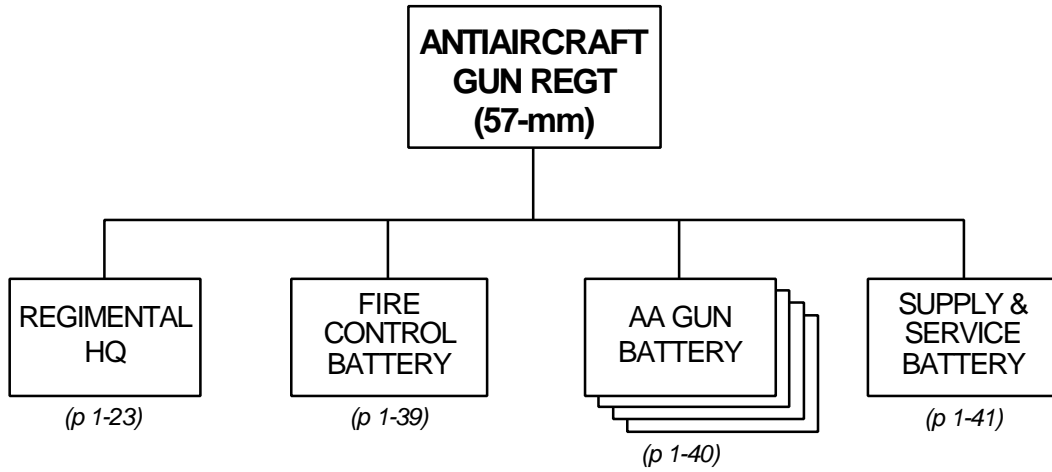 ANTIAIRCRAFT
GUN REGT
(57-mm)
REGIMENTAL
HQ
(p 1-23)
FIRE
CONTROL
BATTERY
(p 1-39)
AA GUN
BATTERY
(p 1-40)
SUPPLY &
SERVICE
BATTERY
(p 1-41)